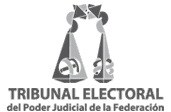 TRIBUNAL ELECTORAL
del Poder Judicial de la Federación